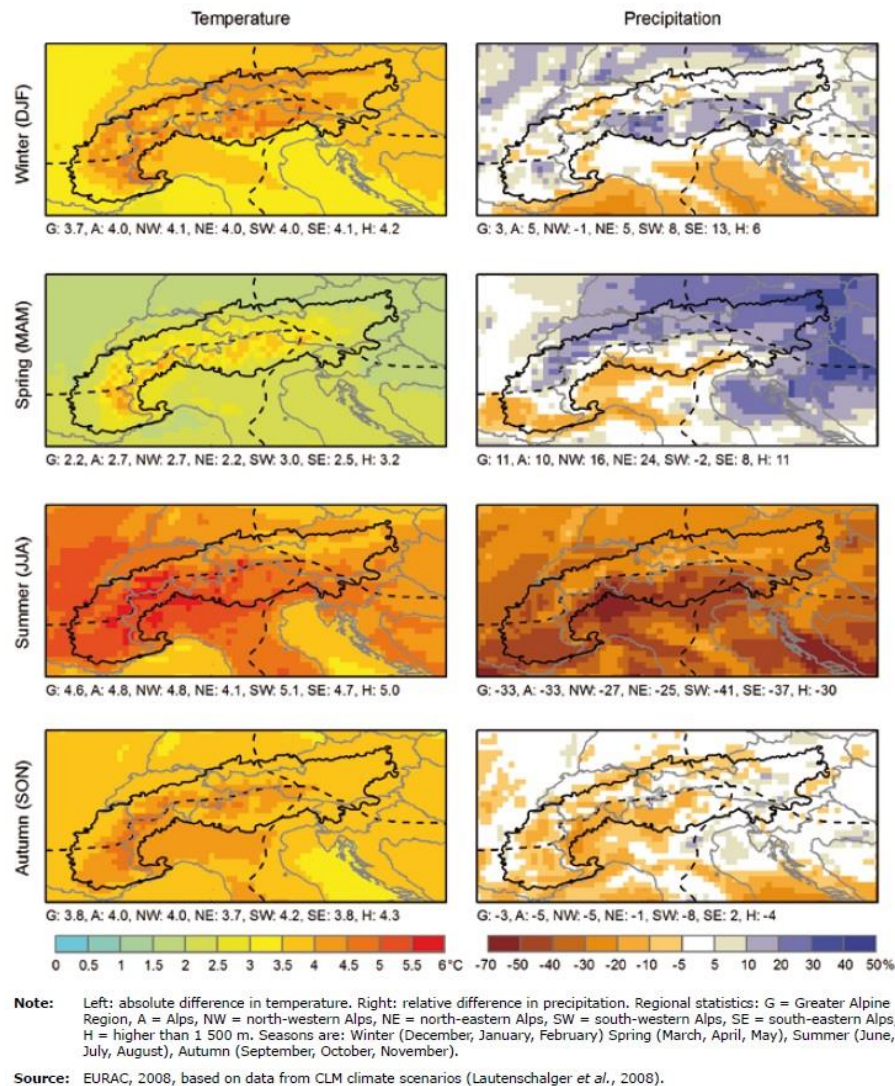 Temperature
Precipitation
Winter (DJF)
G: 3.7, A: 4.0, NW: 4.1, NE: 4.0, SW: 4.0, SE: 4.1, H: 4.2
G: 3, A: 5, NW: -1, NE: 5, SW: 8, SE: 13, H: 6
Spring (MAM)
G: 2.2, A: 2.7, NW: 2.7, NE: 2.2, SW: 3.0, SE: 2.5, H: 3.2
G: 11, A: 10, NW: 16, NE: 24, SW: -2, SE: 8, H: 11
Summer (JJA)
G: 4.6, A: 4.8, NW: 4.8, NE: 4.1, SW: 5.1, SE: 4.7, H: 5.0
G: -33, A: -33, NW: -27, NE: -25, SW: -41, SE: -37, H: -30
Autumn (SON)
G: 3.8, A: 4.0, NW: 4.0, NE: 3.7, SW: 4.2, SE: 3.8, H: 4.3
G: -3, A: -5, NW: -5, NE: -1, SW: -8, SE: 2, H: -4
0 0.5 1 1.5 2 2.5 3 3.5 4 4.5 5 5.5 6°C
-70 -50 -40 -30 -20 -10 -5 5 10 20 30 40 50%
Note: Left: absolute difference in temperature. Right: relative difference in precipitation. Regional statistics: G = Greater Alpine
Region, A = Alps, NW = north-western Alps, NE = north-eastern Alps, SW = south-western Alps, SE = south-eastern Alps,
H = higher than 1 500 m. Seasons are: Winter (December, January, February) Spring (March, April, May), Summer (June,
July, August), Autumn (September, October, November).
Source: EURAC, 2008, based on data from CLM climate scenarios (Lautenschalger et al., 2008).